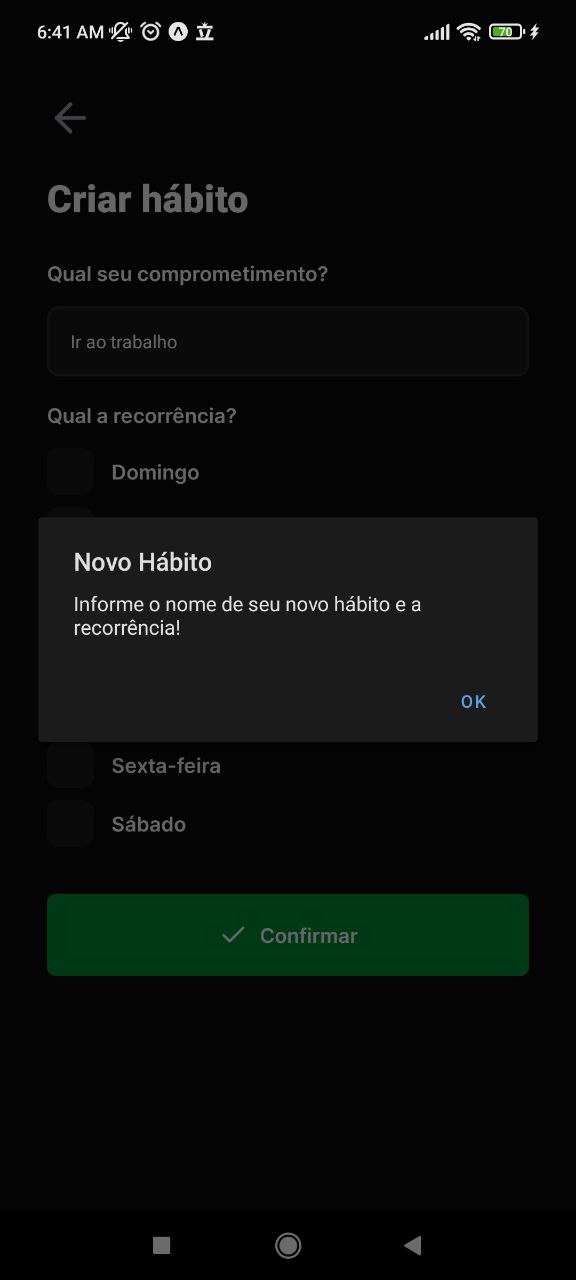 6:41 AM
70
Criar hábito
Qual seu comprometimento?
Ir ao trabalho
Qual a recorrência?
Domingo
Novo Hábito
Informe o nome de seu novo hábito e a
recorrência!
OK
Sexta-feira
Sábado
Confirmar